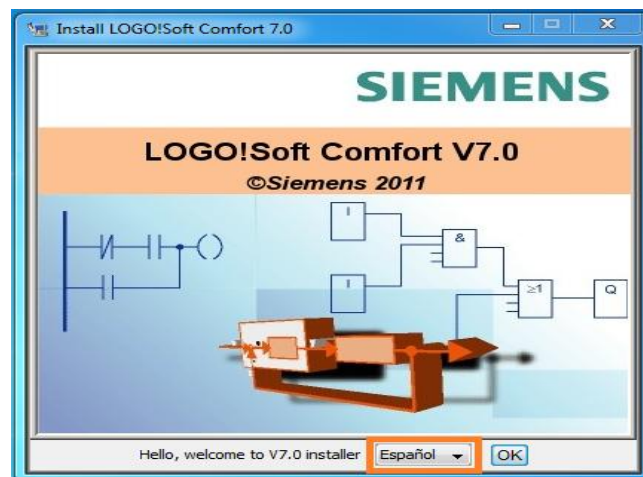 Install LOGO!Soft Comfort 7.0
SIEMENS
LOGO!Soft Comfort V7.0
©Siemens 2011
I
&
I
≥1
Q
Hello, welcome to V7.0 installer Español OK